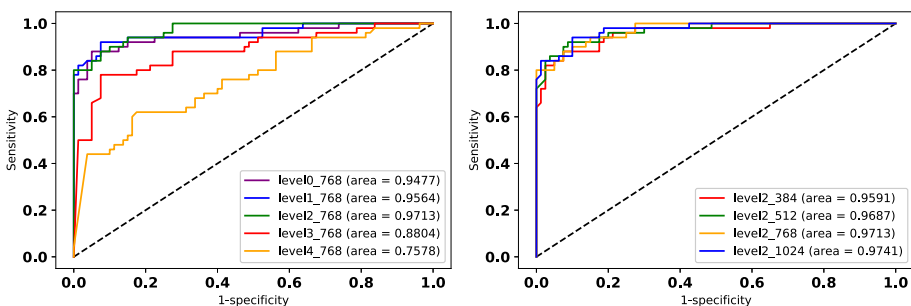 1.0
0.8
0.6
0.4
0.2
0.0
Sensitivity
0.0 0.2 0.4 0.6 0.8 1.0
1-specificity
level0_768 (area = 0.9477)
level1_768 (area = 0.9564)
level2_768 (area = 0.9713)
level3_768 (area = 0.8804)
level4_768 (area = 0.7578)
1.0
0.8
0.6
0.4
0.2
0.0
Sensitivity
0.0 0.2 0.4 0.6 0.8 1.0
1-specificity
level2_384 (area = 0.9591)
level2_512 (area = 0.9687)
level2_768 (area = 0.9713)
level2_1024 (area = 0.9741)